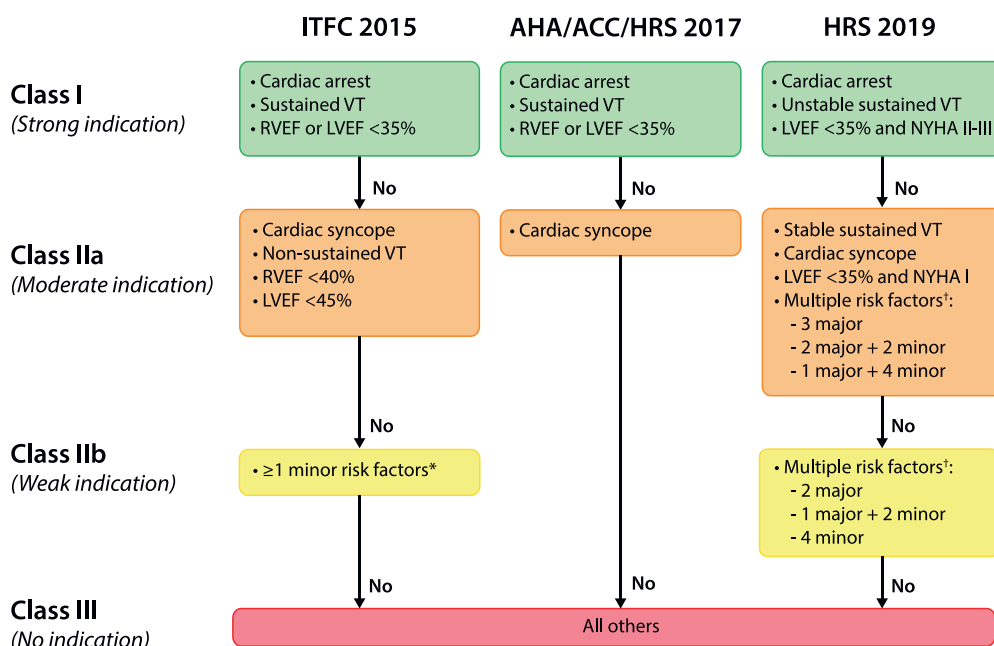 ITFC 2015
AHA/ACC/HRS 2017
HRS 2019
Class I
(Strong indication)
• Cardiac arrest
• Sustained VT
• RVEF or LVEF <35%
• Cardiac arrest
• Sustained VT
• RVEF or LVEF <35%
• Cardiac arrest
• Unstable sustained VT
• LVEF <35% and NYHA II-III
No
No
No
Class IIa
(Moderate indication)
• Cardiac syncope
• Non-sustained VT
• RVEF <40%
• LVEF <45%
• Cardiac syncope
• Stable sustained VT
• Cardiac syncope
• LVEF <35% and NYHA I
• Multiple risk factors†:
- 3 major
- 2 major + 2 minor
- 1 major + 4 minor
No
No
Class IIb
(Weak indication)
• ≥1 minor risk factors*
• Multiple risk factors†:
- 2 major
- 1 major + 2 minor
- 4 minor
No
No
No
Class III
(No indication)
All others